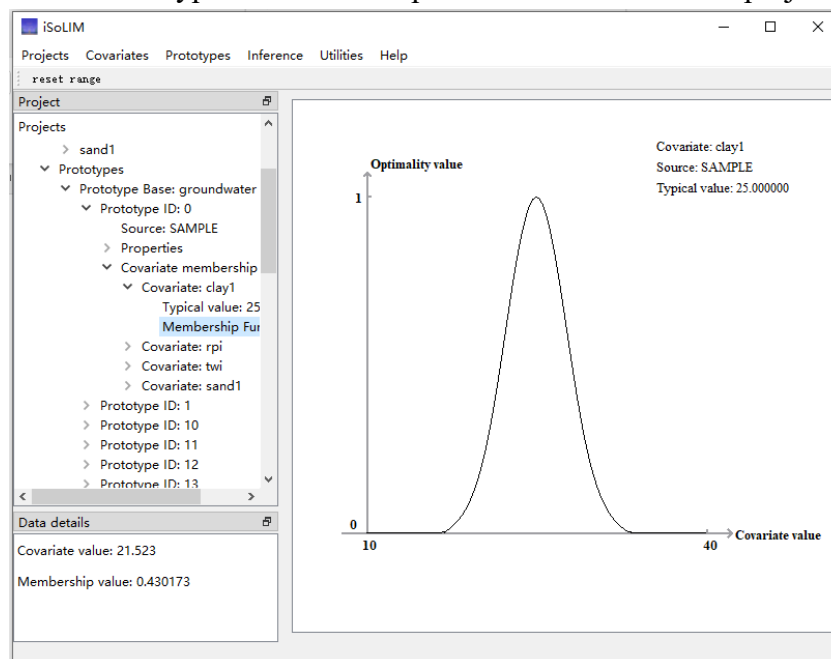 iSoLIM
Projects Covariates Prototypes Inference Utilities Help
reset range
Project
Projects
sand1
Prototypes
Prototype Base: groundwater
Prototype ID: 0
Source: SAMPLE
Properties
Covariate membership
Covariate: clay1
Typical value: 25
Membership Fur
Covariate: rpi
Covariate: twi
Covariate: sand1
Prototype ID: 1
Prototype ID: 10
Prototype ID: 11
Prototype ID: 12
Prototype ID: 13
Data details
Covariate value: 21.523
Membership value: 0.430173
Covariate: clay1
Source: SAMPLE
Typical value: 25.000000
Optimality value
1
0
10
40
Covariate value